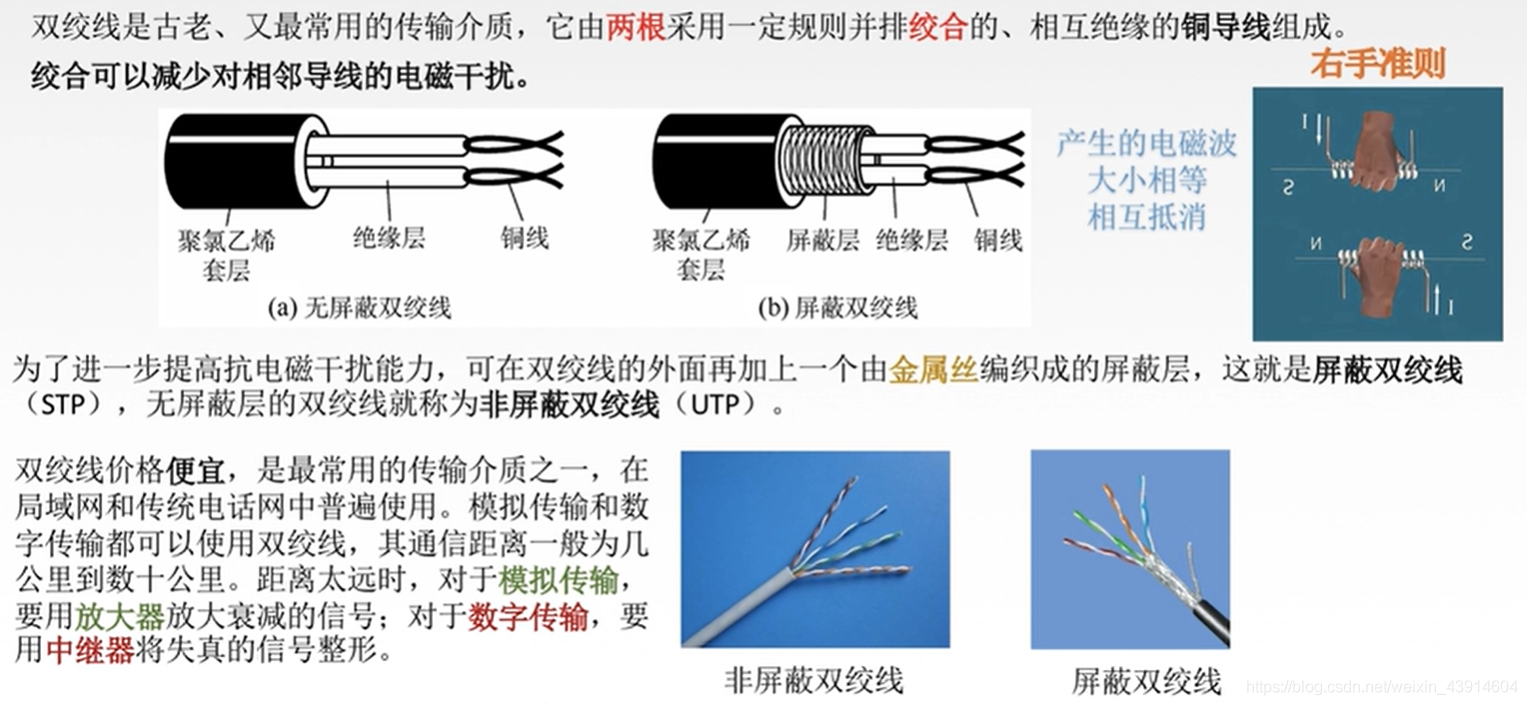 双绞线是古老、又最常用的传输介质，它由两根采用一定规则并排绞合的、相互绝缘的铜导线组成。
绞合可以减少对相邻导线的电磁干扰。
右手准则
产生的电磁波
大小相等
相互抵消
I
S
N
N
S
I
聚氯乙烯
套层
绝缘层
铜线
(a) 无屏蔽双绞线
聚氯乙烯
套层
屏蔽层
绝缘层
铜线
(b) 屏蔽双绞线
为了进一步提高抗电磁干扰能力，可在双绞线的外面再加上一个由金属丝编织成的屏蔽层，这就是屏蔽双绞线
（STP），无屏蔽层的双绞线就称为非屏蔽双绞线（UTP）。
双绞线价格便宜，是最常用的传输介质之一，在
局域网和传统电话网中普遍使用。模拟传输和数
字传输都可以使用双绞线，其通信距离一般为几
公里到数十公里。距离太远时，对于模拟传输，
要用放大器放大衰减的信号；对于数字传输，要
用中继器将失真的信号整形。
非屏蔽双绞线
屏蔽双绞线
https://blog.csdn.net/weixin_43914604